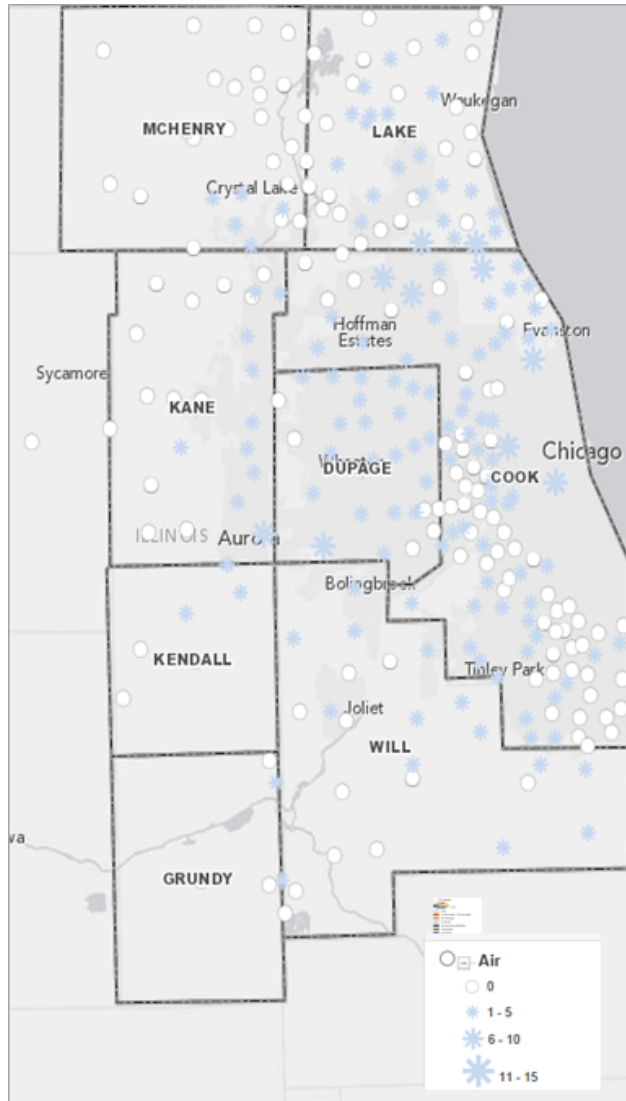 Waukegan
MCHENRY
LAKE
Crystal Lake
Hoffman
Estates
Evanston
Sycamore
KANE
Chicago
DUPAGE
COOK
ILLINOIS
Aurora
Bolingbrook
KENDALL
Tinley Park
Joliet
WILL
wa
GRUNDY
Air
0
1 - 5
6 - 10
11 - 15